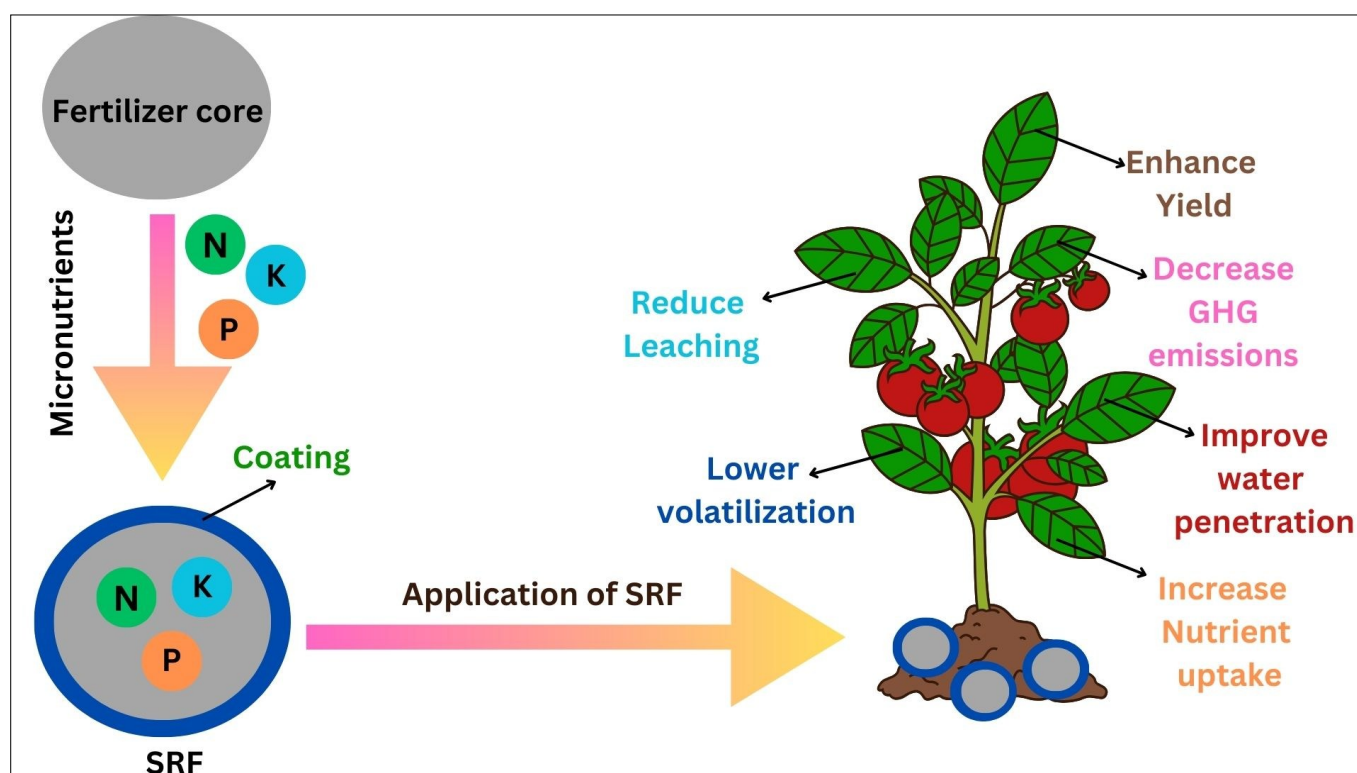 Fertilizer core
Micronutrients
N
K
P
Coating
N
K
P
SRF
Application of SRF
Enhance
Yield
Reduce
Leaching
Decrease
GHG
emissions
Lower
volatilization
Improve
water
penetration
Increase
Nutrient
uptake